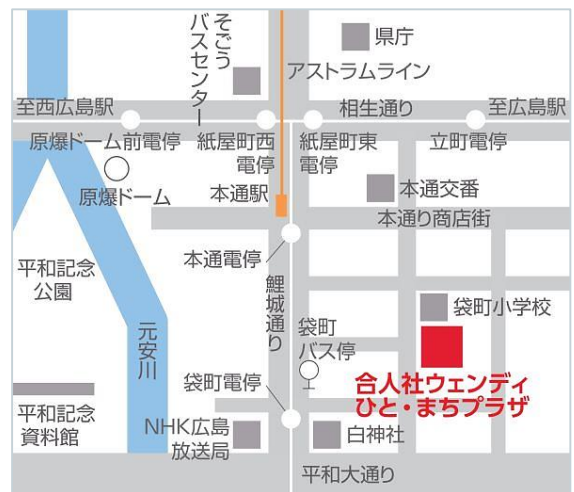 そごう
バスセンター
県庁
アストラムライン
至西広島駅
相生通り
至広島駅
原爆ドーム前電停
紙屋町西
電停
紙屋町東
電停
立町電停
原爆ドーム
本通駅
本通交番
本通り商店街
平和記念
公園
本通電停
鯉城通り
袋町小学校
元安川
袋町
バス停
袋町電停
合人社ウェンディ
ひと・まちプラザ
平和記念
資料館
NHK広島
放送局
白神社
平和大通り